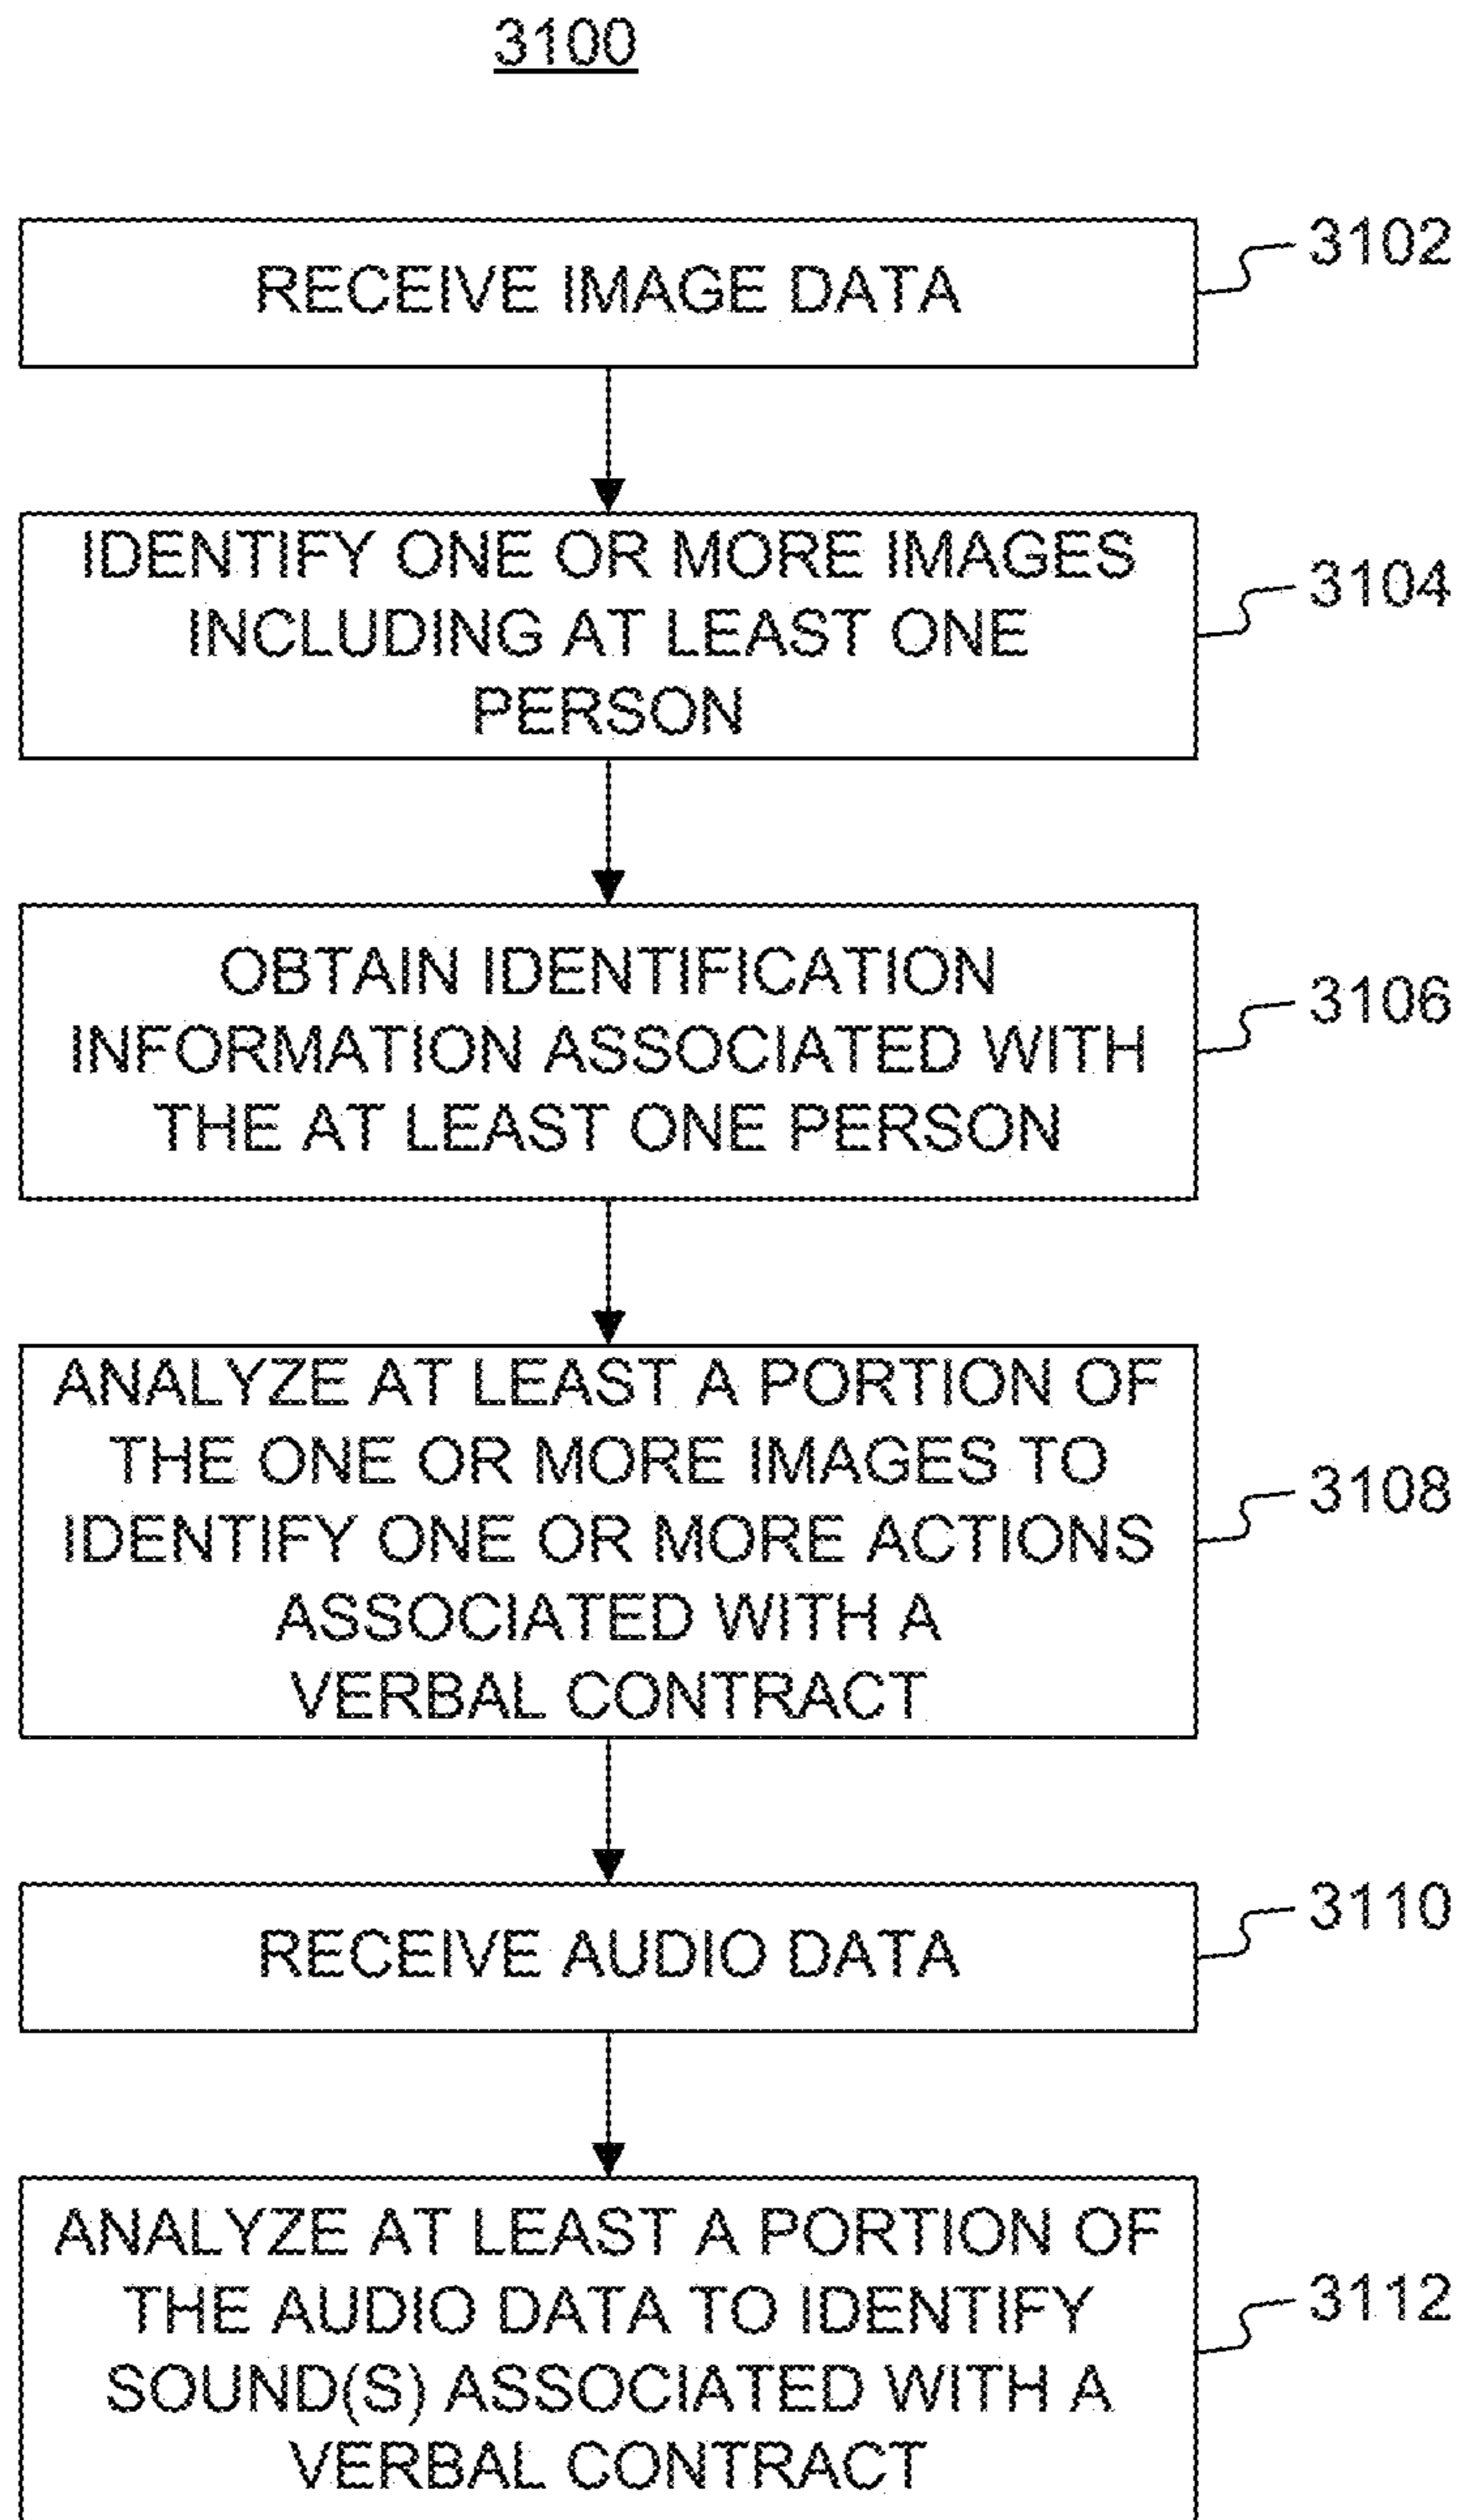 3100
RECEIVE IMAGE DATA
3102
IDENTIFY ONE OR MORE IMAGES
INCLUDING AT LEAST ONE
PERSON
3104
OBTAIN IDENTIFICATION
INFORMATION ASSOCIATED WITH
THE AT LEAST ONE PERSON
3106
ANALYZE AT LEAST A PORTION OF
THE ONE OR MORE IMAGES TO
IDENTIFY ONE OR MORE ACTIONS
ASSOCIATED WITH A
VERBAL CONTRACT
3108
RECEIVE AUDIO DATA
3110
ANALYZE AT LEAST A PORTION OF
THE AUDIO DATA TO IDENTIFY
SOUND(S) ASSOCIATED WITH A
VERBAL CONTRACT
3112